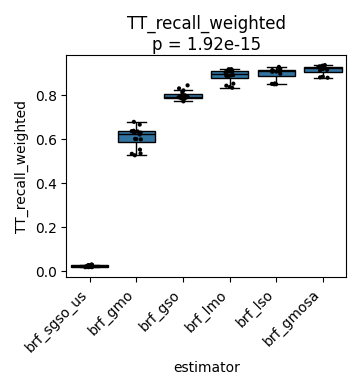 TT_recall_weighted
p = 1.92e-15
TT_recall_weighted
0.8
0.6
0.4
0.2
0.0
brf_sgso_us
brf_gmo
brf_gso
brf_lmo
brf_lso
brf_gmosa
estimator